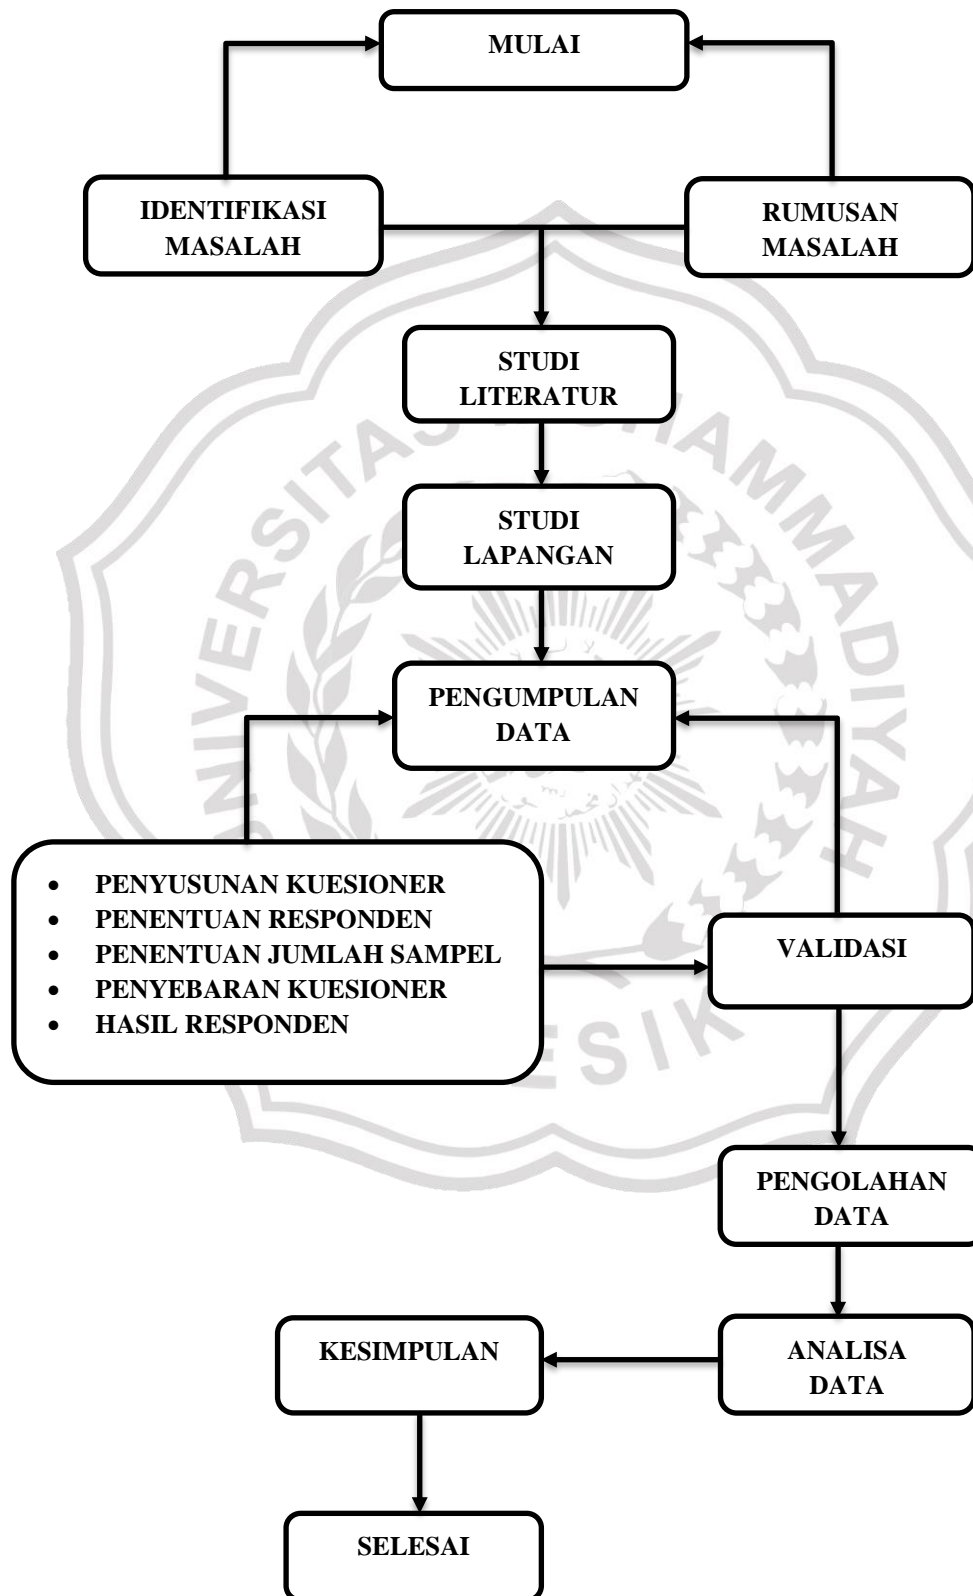 MULAI
IDENTIFIKASI
MASALAH
RUMUSAN
MASALAH
STUDI
LITERATUR
STUDI
LAPANGAN
PENGUMPULAN
DATA
• PENYUSUNAN KUESIONER
• PENENTUAN RESPONDEN
• PENENTUAN JUMLAH SAMPEL
• PENYEBARAN KUESIONER
• HASIL RESPONDEN
VALIDASI
PENGOLAHAN
DATA
ANALISA
DATA
KESIMPULAN
SELESAI